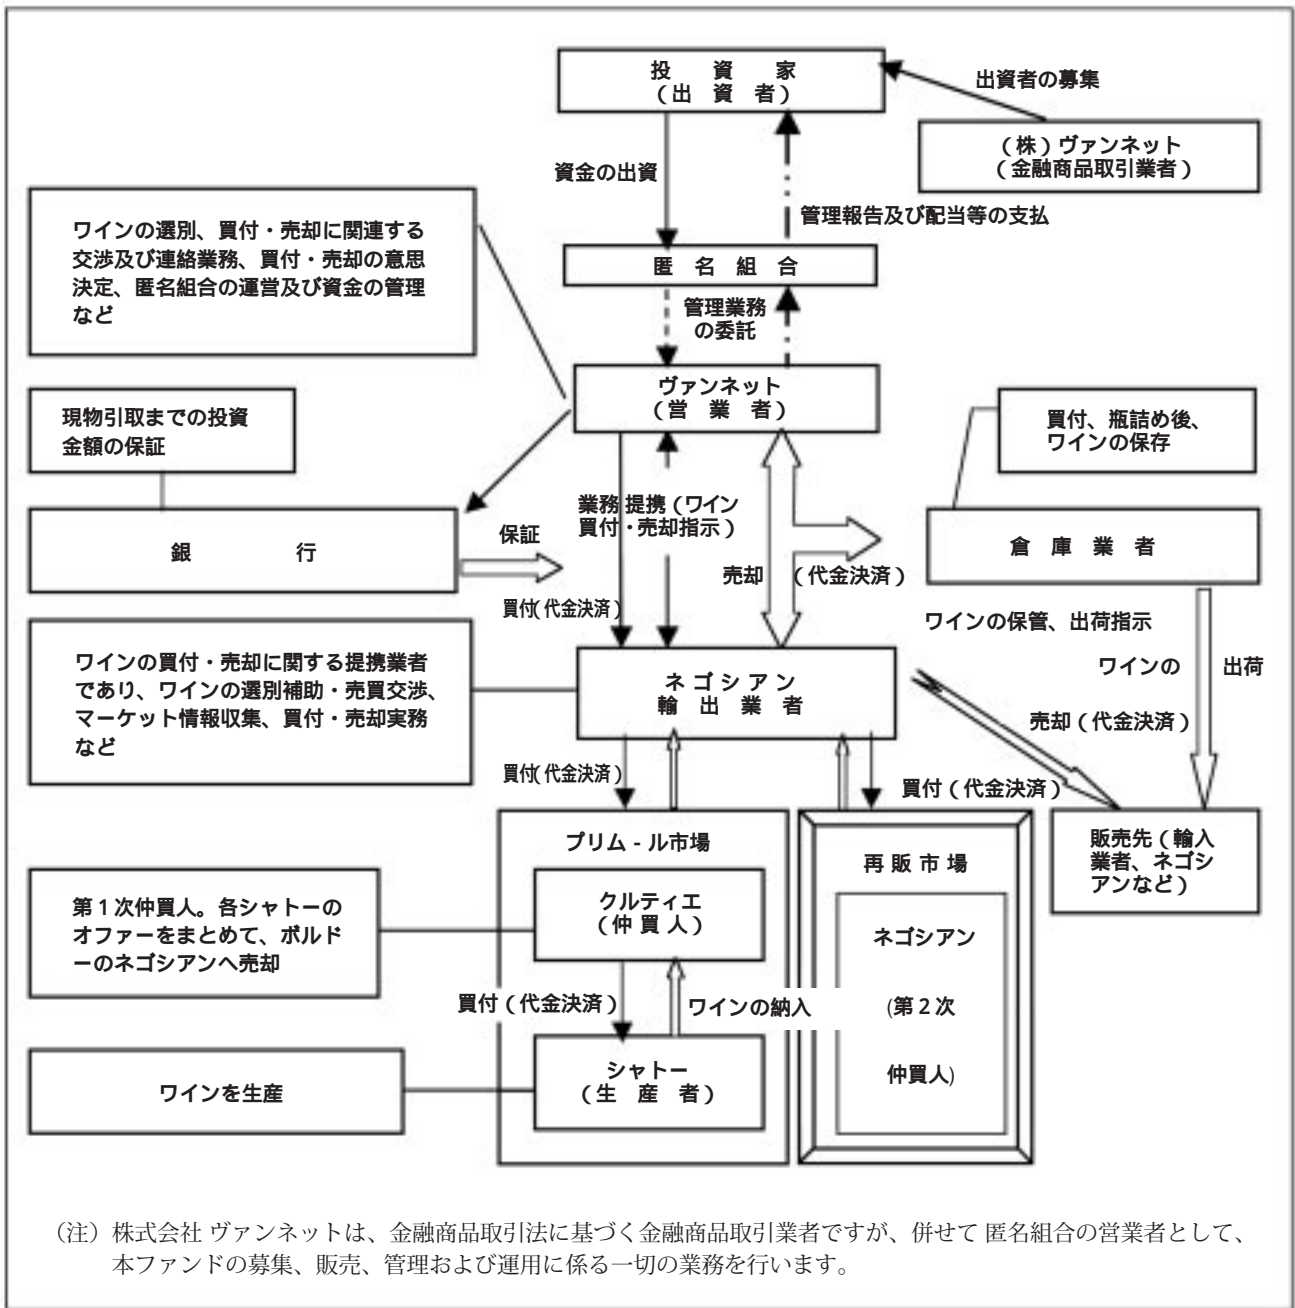 投資家
（出資者）
出資者の募集
（株）ヴァンネット
（金融商品取引業者）
資金の出資
管理報告及び配当等の支払
ワインの選別、買付・売却に関連する
交渉及び連絡業務、買付・売却の意思
決定、匿名組合の運営及び資金の管理
など
匿名組合
管理業務
の委託
ヴァンネット
（営業者）
現物引取までの投資
金額の保証
買付、瓶詰め後、
ワインの保存
銀行
保証
業務提携（ワイン
買付・売却指示）
売却
（代金決済）
倉庫業者
買付（代金決済）
ワインの保管、出荷指示
ワインの買付・売却に関する提携業者
であり、ワインの選別補助・売買交渉、
マーケット情報収集、買付・売却実務
など
ネゴシアン
輸出業者
ワインの
出荷
売却（代金決済）
買付（代金決済）
買付（代金決済）
プリム-ル市場
再販市場
販売先（輸入
業者、ネゴシ
アンなど）
第1次仲買人。各シャトーの
オファーをまとめて、ボルド
ーのネゴシアンへ売却
クルティエ
（仲買人）
ネゴシアン
(第2次
仲買人)
買付（代金決済）
ワインの納入
ワインを生産
シャトー
（生産者）
（注）株式会社 ヴァンネットは、金融商品取引法に基づく金融商品取引業者ですが、併せて 匿名組合の営業者として、
本ファンドの募集、販売、管理および運用に係る一切の業務を行います。